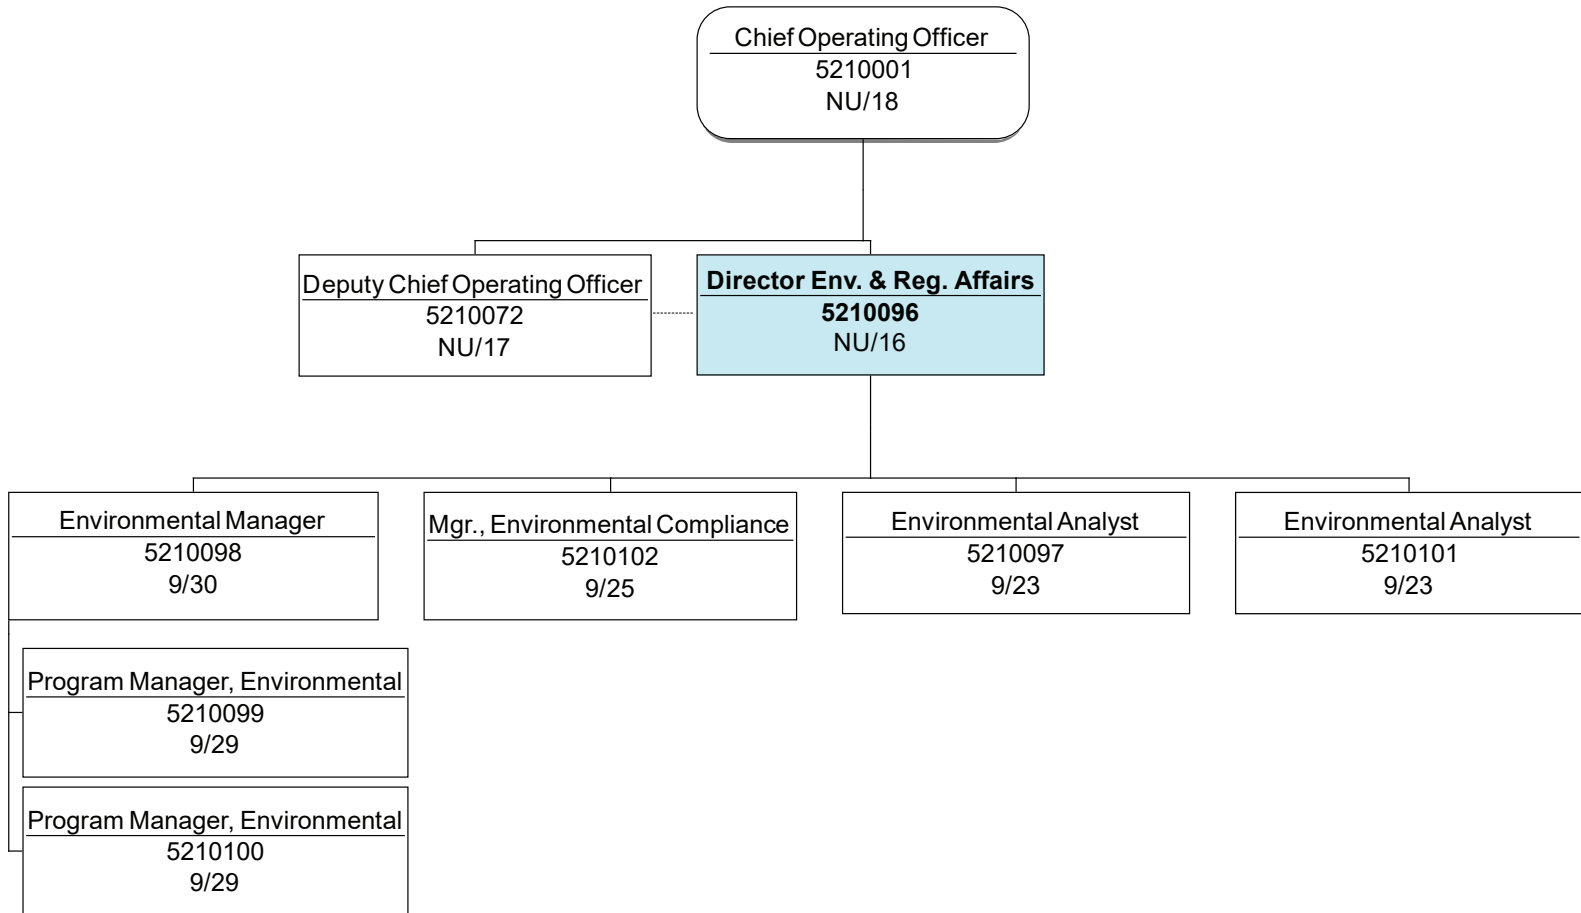 Chief Operating Officer
5210001
NU/18
Deputy Chief Operating Officer
5210072
NU/17
Director Env. & Reg. Affairs
5210096
NU/16
Environmental Manager
5210098
9/30
Mgr., Environmental Compliance
5210102
9/25
Environmental Analyst
5210097
9/23
Environmental Analyst
5210101
9/23
Program Manager, Environmental
5210099
9/29
Program Manager, Environmental
5210100
9/29